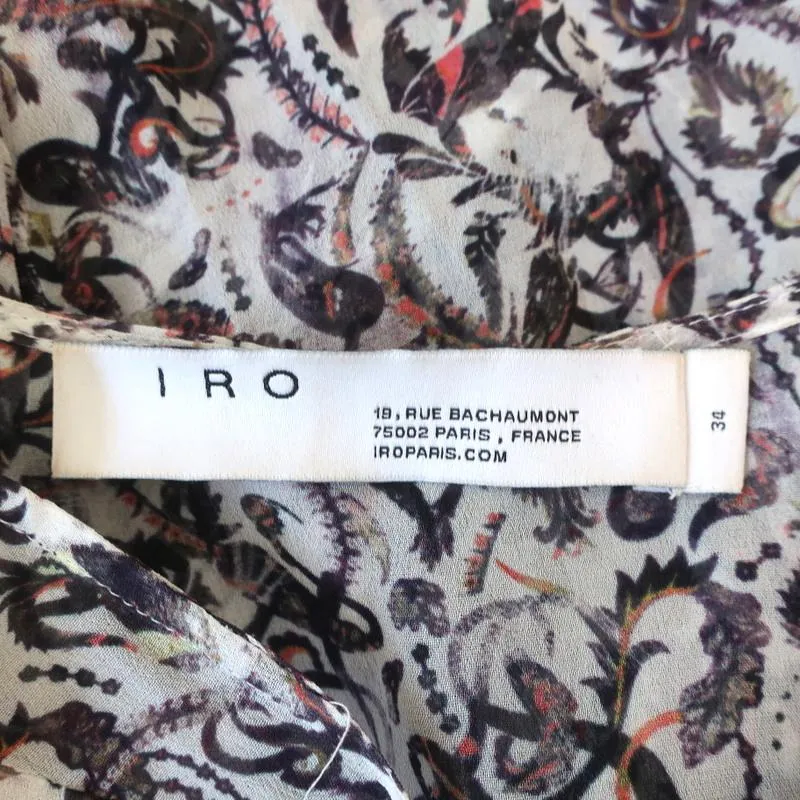 IRO
19, RUE BACHAUMONT
75002 PARIS, FRANCE
IROPARIS.COM
34